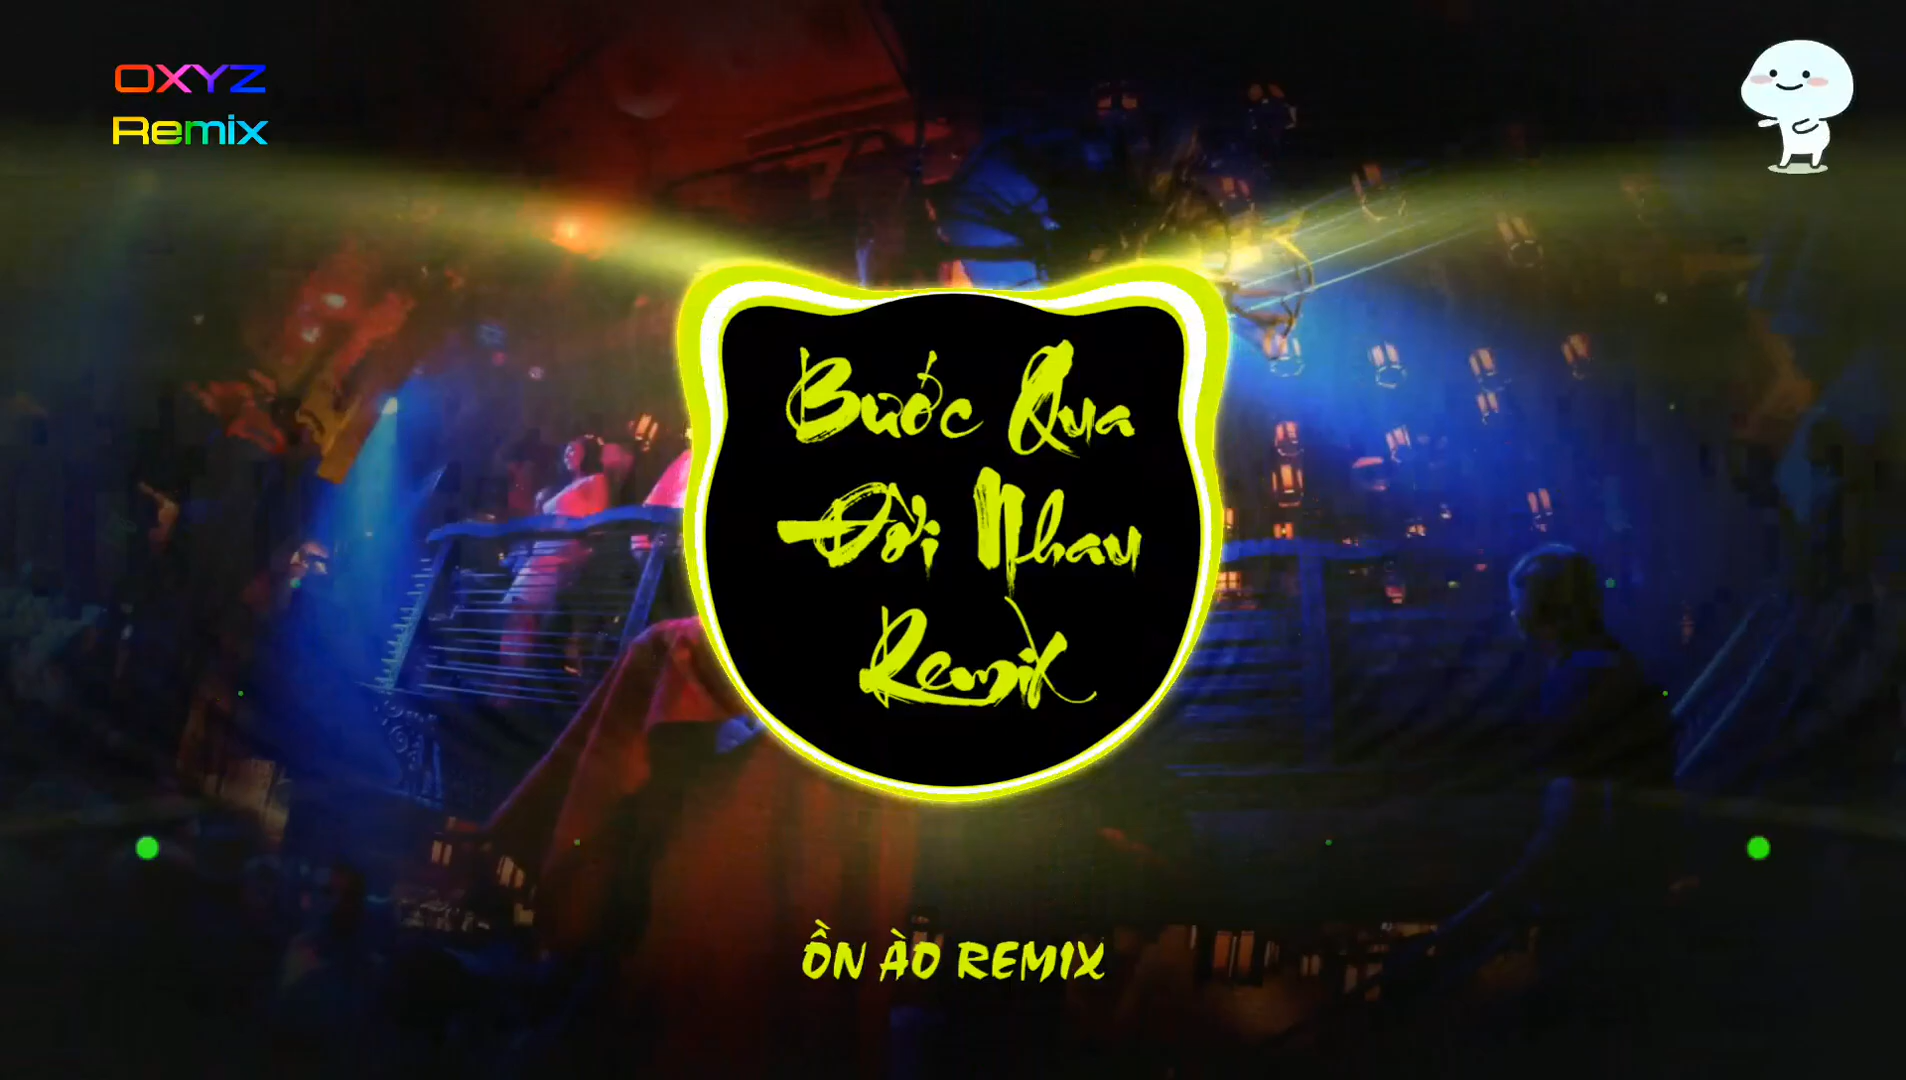 OXYZ
Remix
Bước Qua
Đời Nhau
Remix
ỒN ÀO REMIX